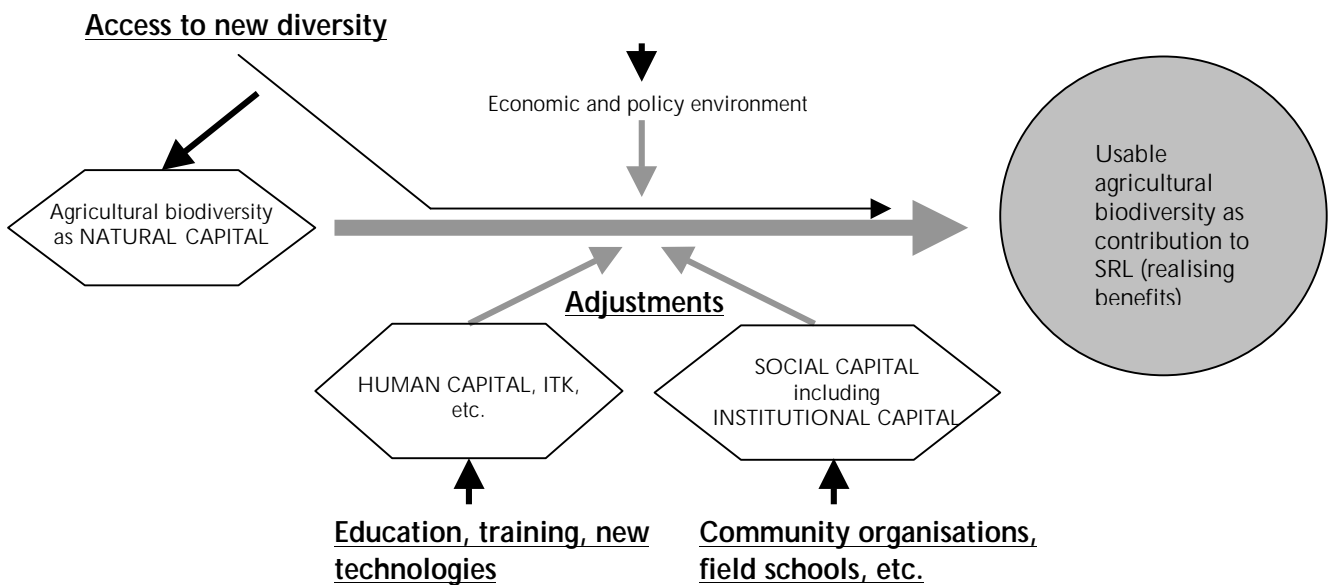 Access to new diversity
Economic and policy environment
Agricultural biodiversity
as NATURAL CAPITAL
Usable
agricultural
biodiversity as
contribution to
SRL (realising
benefits)
Adjustments
HUMAN CAPITAL, ITK,
etc.
SOCIAL CAPITAL
including
INSTITUTIONAL CAPITAL
Education, training, new
technologies
Community organisations,
field schools, etc.